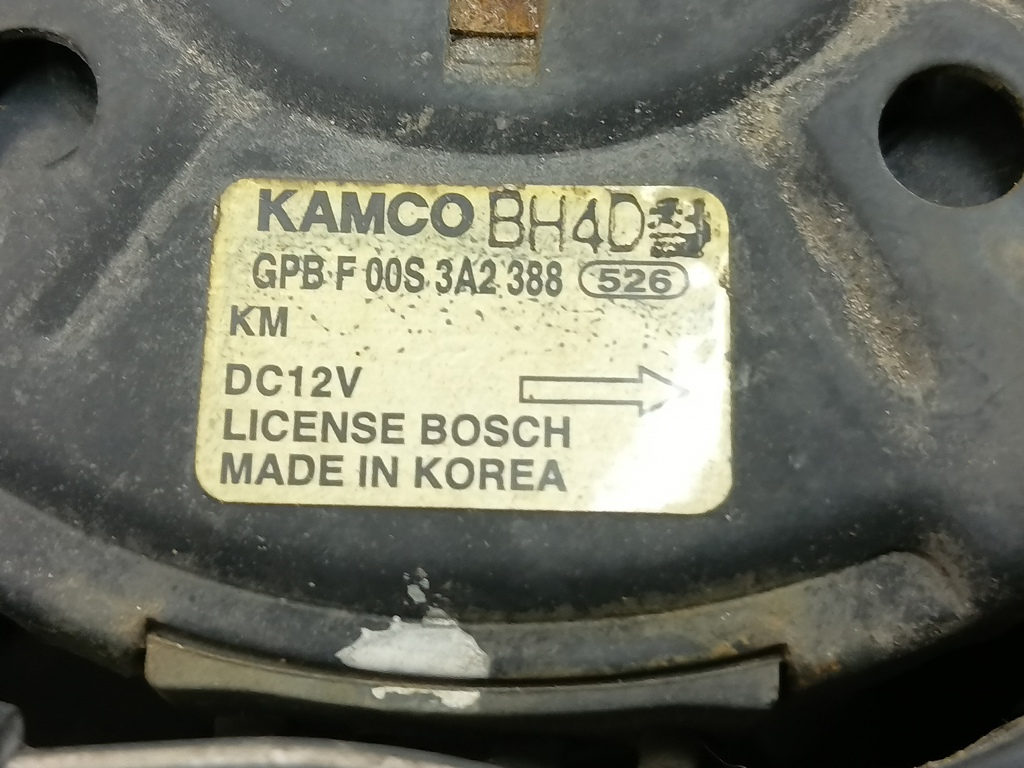 KAMCO BH4D
GPB F 00S 3A2 388 526
KM
DC12V
LICENSE BOSCH
MADE IN KOREA